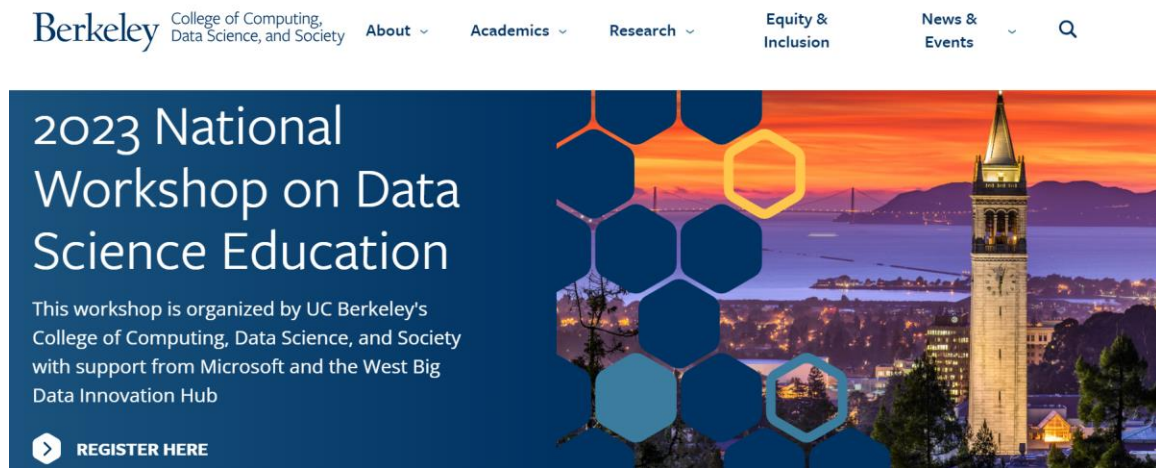 Berkeley College of Computing,
Data Science, and Society
About
Academics
Research
Equity &
Inclusion
News &
Events
2023 National
Workshop on Data
Science Education
This workshop is organized by UC Berkeley's
College of Computing, Data Science, and Society
with support from Microsoft and the West Big
Data Innovation Hub
REGISTER HERE